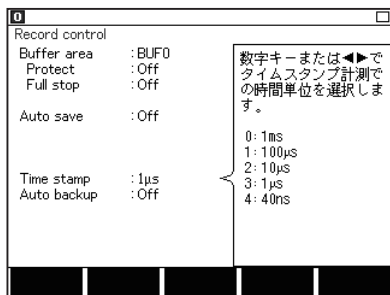 0
Record control
Buffer area :BUF0
Protect :Off
Full stop :Off
Auto save :Off
Time stamp :1μs
Auto backup :Off
数字キーまたは◀▶で
タイムスタンプ計測で
の時間単位を選択しま
す。
0: 1ms
1: 100μs
2: 10μs
3: 1μs
4: 40ns